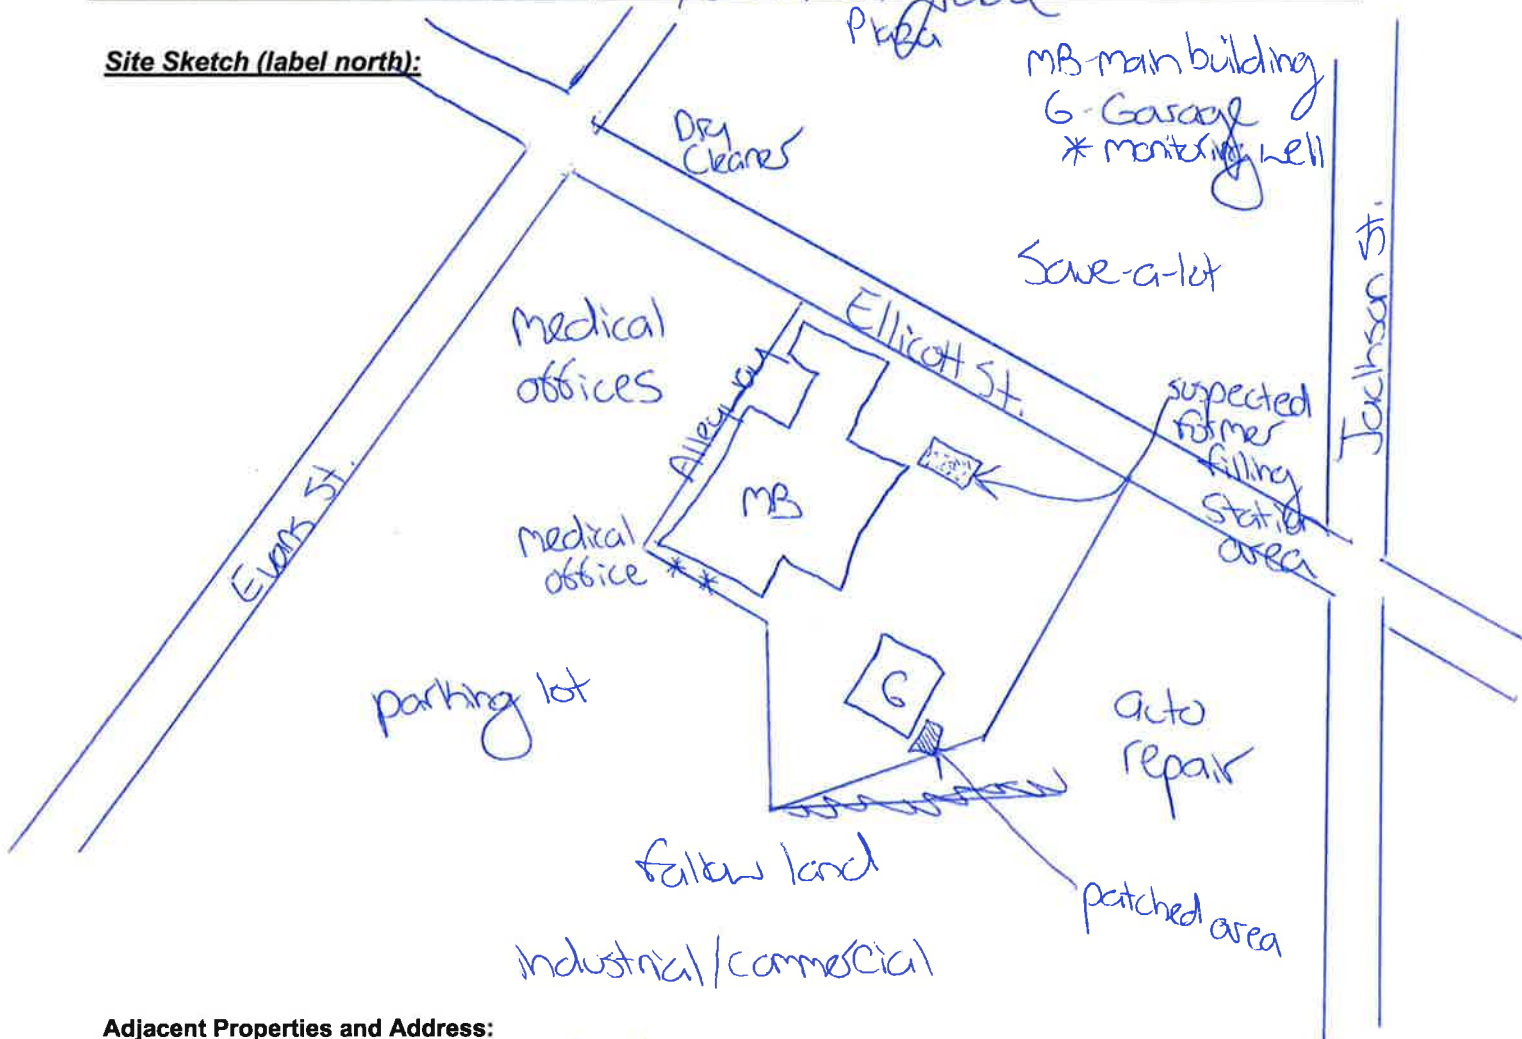 Plaza
Site Sketch (label north):
MB-main building
G-Garage
* monitoring well
Dry
Cleaner
Save-a-lot
Jackson St.
Medical
offices
Ellicott St.
Alleyway
suspected
former
filling
station
area
MB
medical
office
Evans St.
* *
G
parking lot
auto
repair
fallow land
patched area
industrial/commercial
Adjacent Properties and Address: